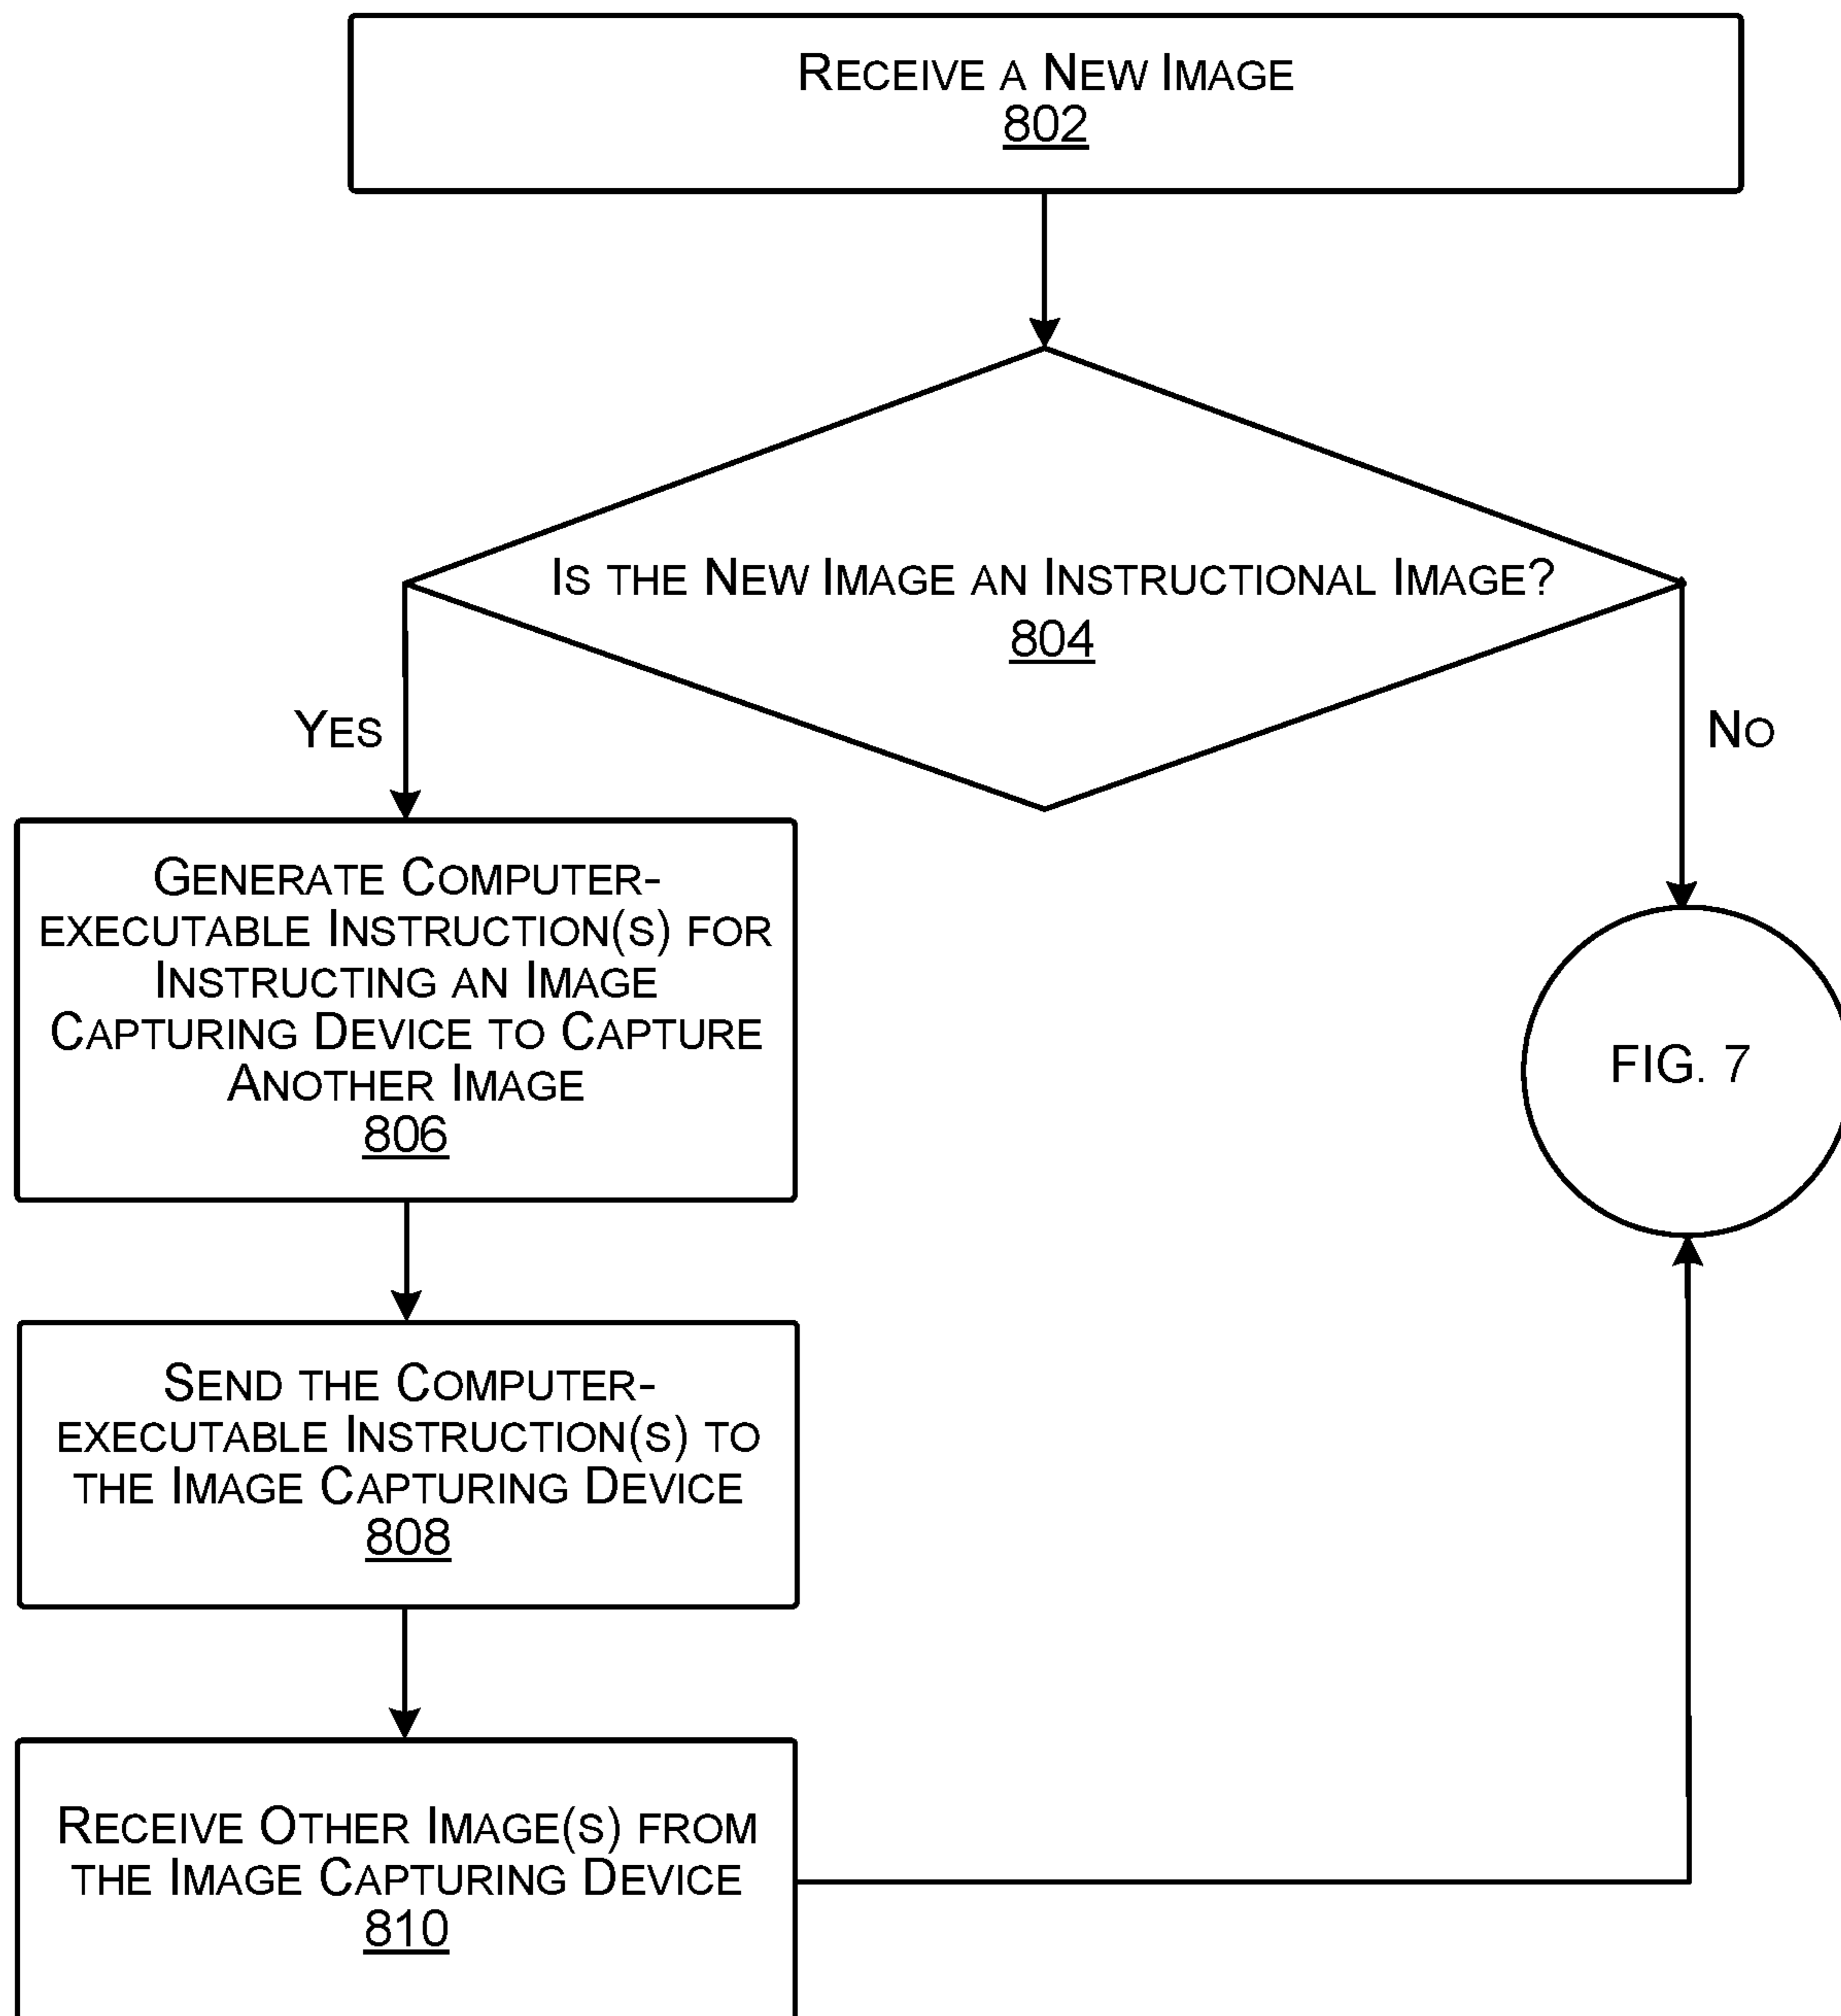 RECEIVE A NEW IMAGE
802
IS THE NEW IMAGE AN INSTRUCTIONAL IMAGE?
804
YES
NO
GENERATE COMPUTER-
EXECUTABLE INSTRUCTION(S) FOR
INSTRUCTING AN IMAGE
CAPTURING DEVICE TO CAPTURE
ANOTHER IMAGE
806
FIG. 7
SEND THE COMPUTER-
EXECUTABLE INSTRUCTION(S) TO
THE IMAGE CAPTURING DEVICE
808
RECEIVE OTHER IMAGE(S) FROM
THE IMAGE CAPTURING DEVICE
810